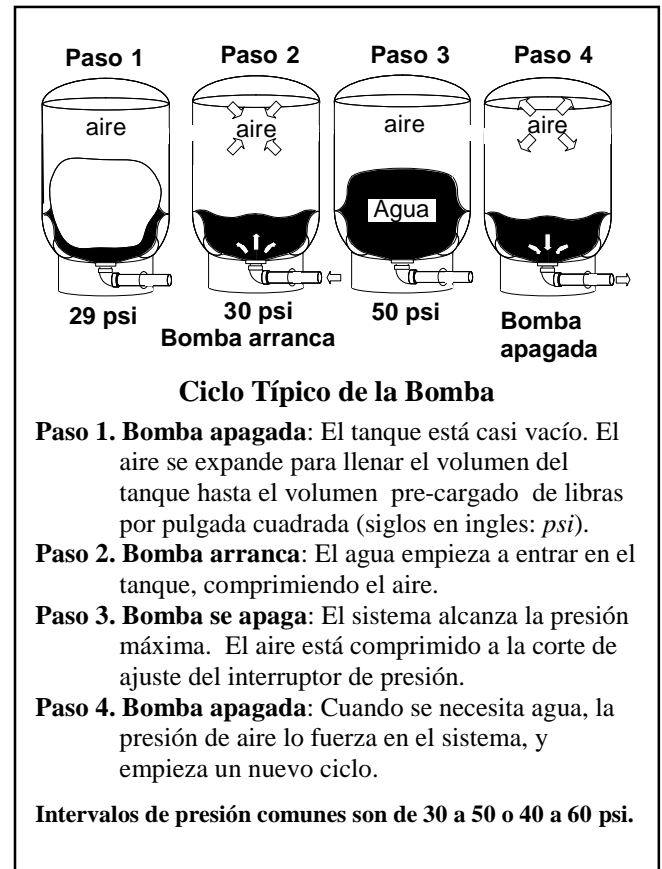 Paso 1 Paso 2 Paso 3 Paso 4
aire aire aire aire
Agua
29 psi 30 psi 50 psi Bomba
Bomba arranca apagada
Ciclo Típico de la Bomba
Paso 1. Bomba apagada: El tanque está casi vacío. El
aire se expande para llenar el volumen del
tanque hasta el volumen pre-cargado de libras
por pulgada cuadrada (siglos en ingles: psi).
Paso 2. Bomba arranca: El agua empieza a entrar en el
tanque, comprimiendo el aire.
Paso 3. Bomba se apaga: El sistema alcanza la presión
máxima. El aire está comprimido a la corte de
ajuste del interruptor de presión.
Paso 4. Bomba apagada: Cuando se necesita agua, la
presión de aire lo fuerza en el sistema, y
empieza un nuevo ciclo.
Intervalos de presión comunes son de 30 a 50 o 40 a 60 psi.